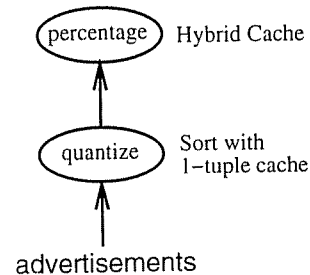 percentage Hybrid Cache
quantize Sort with
1-tuple cache
advertisements